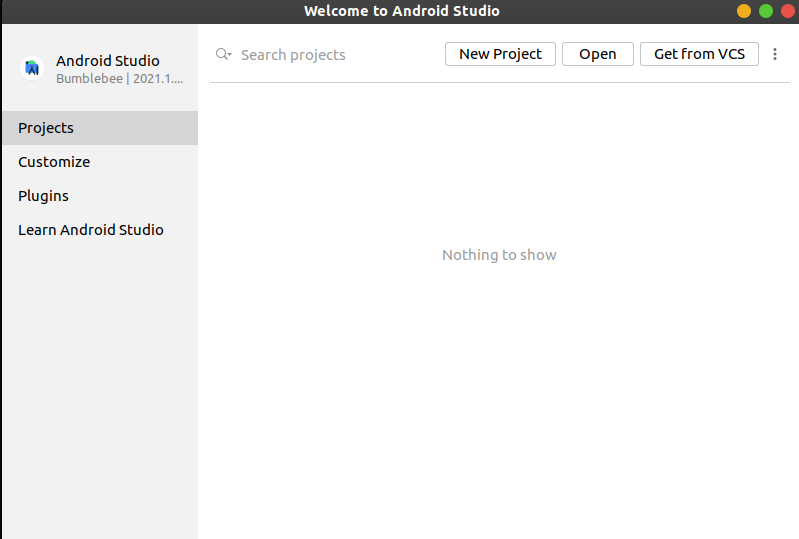 Welcome to Android Studio
Android Studio
Bumblebee | 2021.1....
Search projects
New Project
Open
Get from VCS
Projects
Customize
Plugins
Learn Android Studio
Nothing to show